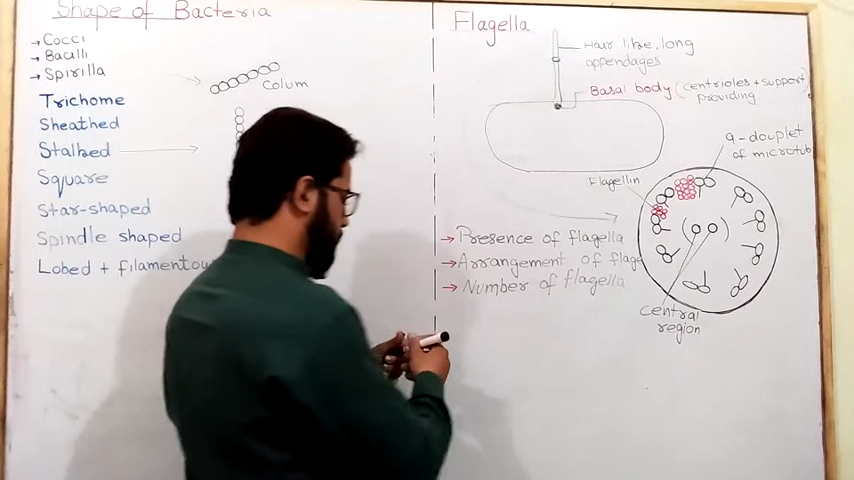 Shape of Bacteria
→ Cocci
→ Bacilli
→ Spirilla
Trichome
Sheathed
Stalked
Square
Star-shaped
Spindle shaped
Lobed + filamentou
Colum
Flagella
Hair like, long
appendages
Basal body (centrioles + support
providing
9-douplet
of microtub
Flagellin
→ Presence of flagella
→ Arrangement of flage
→ Number of flagella
central
region